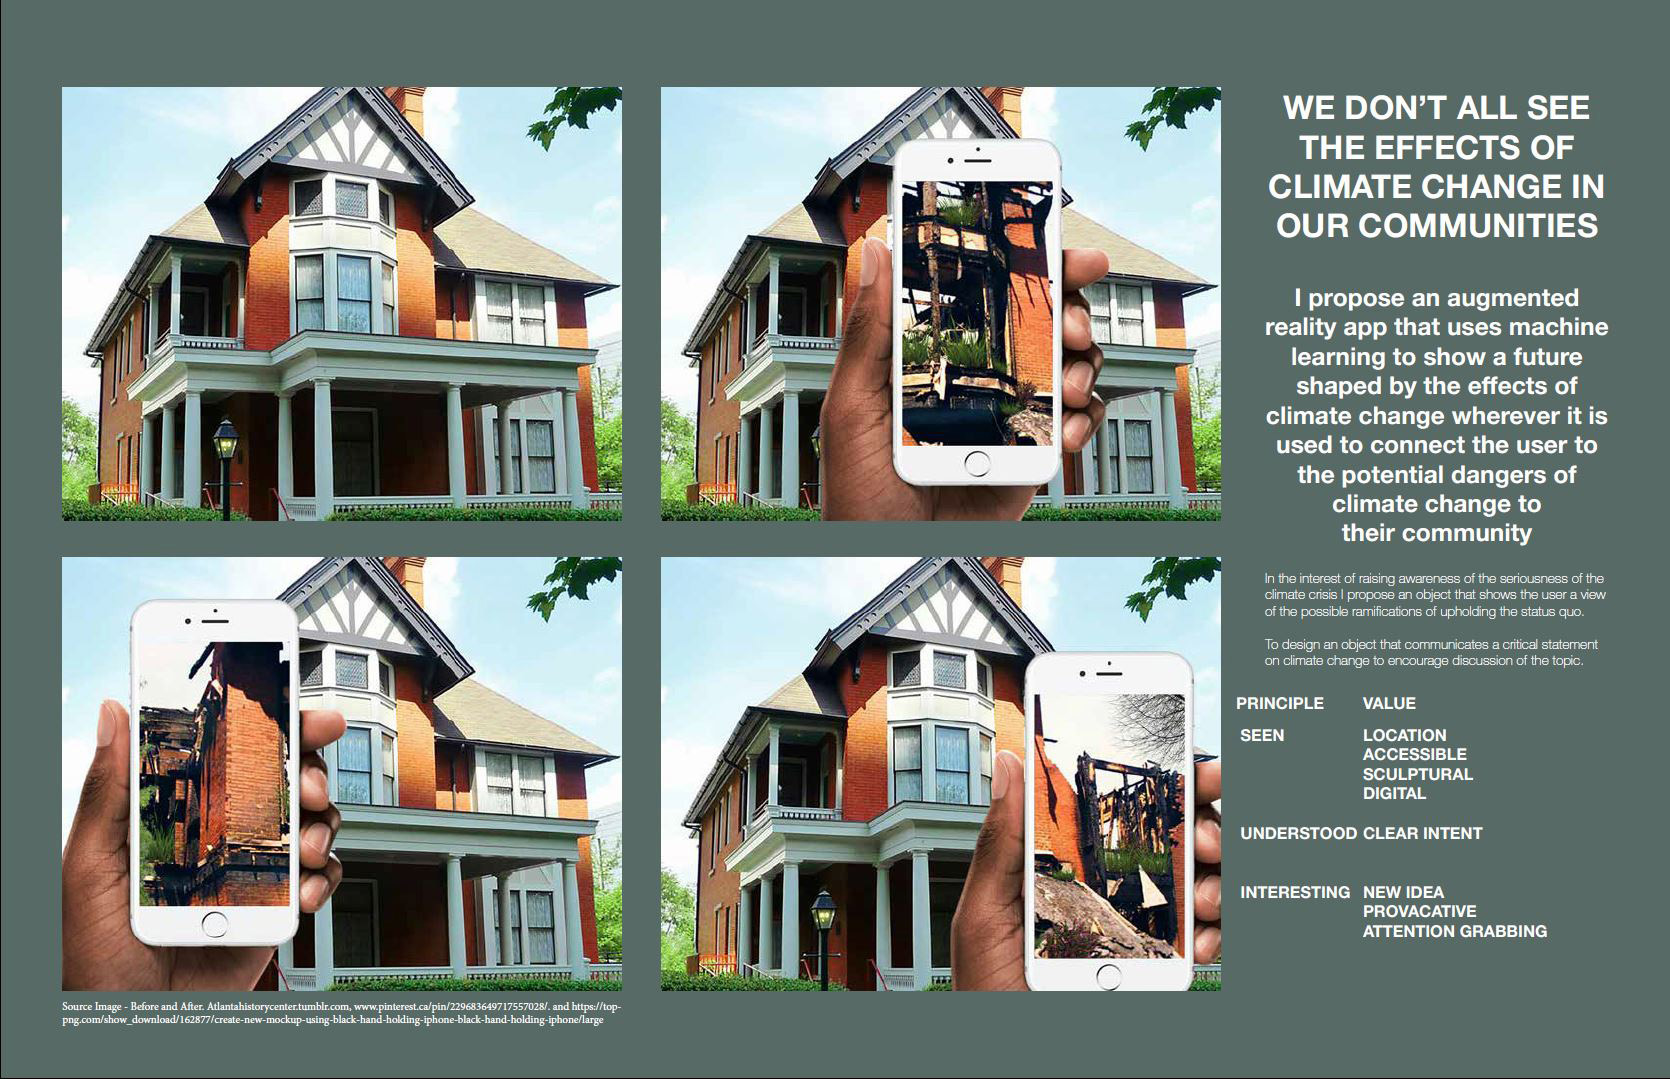 WE DON'T ALL SEE
THE EFFECTS OF
CLIMATE CHANGE IN
OUR COMMUNITIES
I propose an augmented
reality app that uses machine
learning to show a future
shaped by the effects of
climate change wherever it is
used to connect the user to
the potential dangers of
climate change to
their community
In the interest of raising awareness of the seriousness of the
climate crisis I propose an object that shows the user a view
of the possible ramifications of upholding the status quo.
To design an object that communicates a critical statement
on climate change to encourage discussion of the topic.
PRINCIPLE VALUE
SEEN LOCATION
ACCESSIBLE
SCULPTURAL
DIGITAL
UNDERSTOOD CLEAR INTENT
INTERESTING NEW IDEA
PROVACATIVE
ATTENTION GRABBING
Source Image - Before and After. Atlantahistorycenter.tumblr.com, www.pinterest.ca/pin/229683649717557028/. and https://top-
png.com/show_download/162877/create-new-mockup-using-black-hand-holding-iphone-black-hand-holding-iphone/large